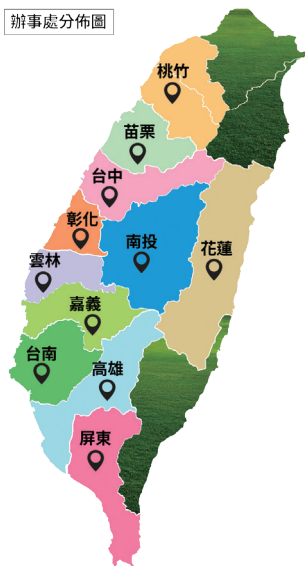 辦事處分佈圖
桃竹
苗栗
台中
彰化
南投
花蓮
雲林
嘉義
台南
高雄
屏東